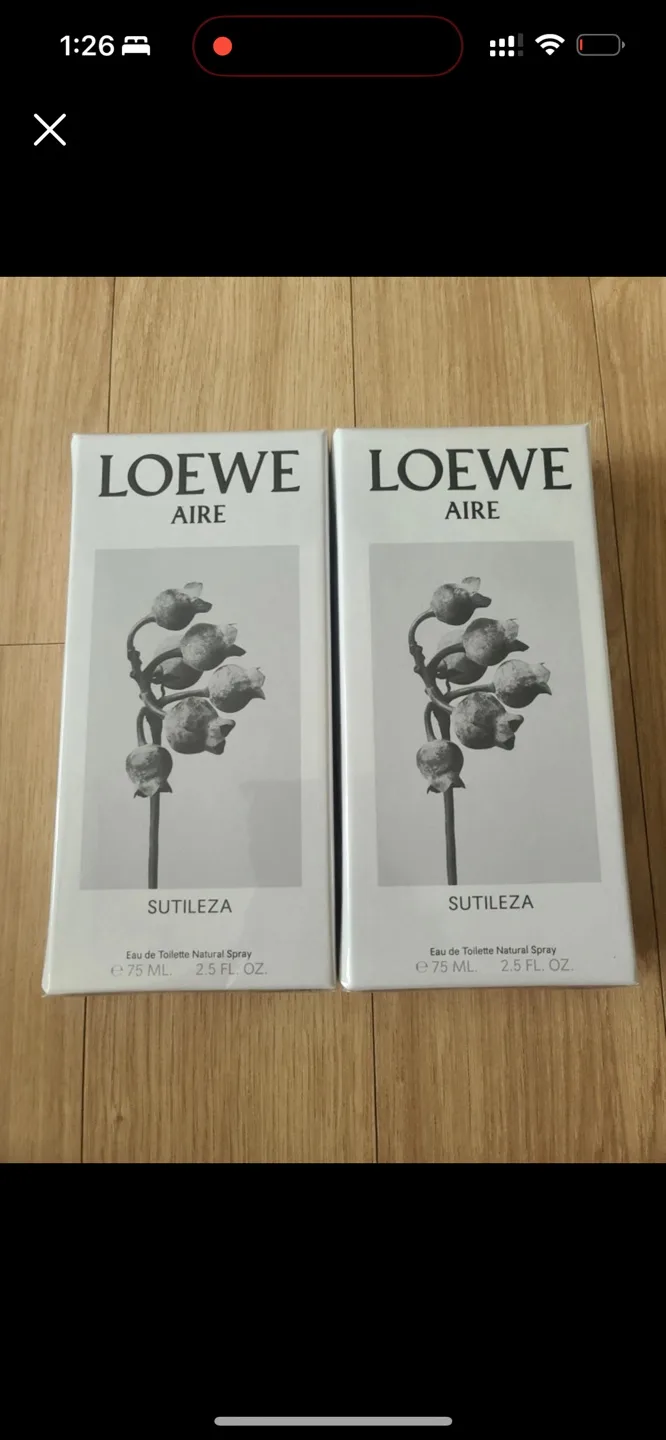 1:26
LOEWE
AIRE
SUTILEZA
Eau de Toilette Natural Spray
℮ 75 ML. 2.5 FL. OZ.
LOEWE
AIRE
SUTILEZA
Eau de Toilette Natural Spray
℮ 75 ML. 2.5 FL. OZ.